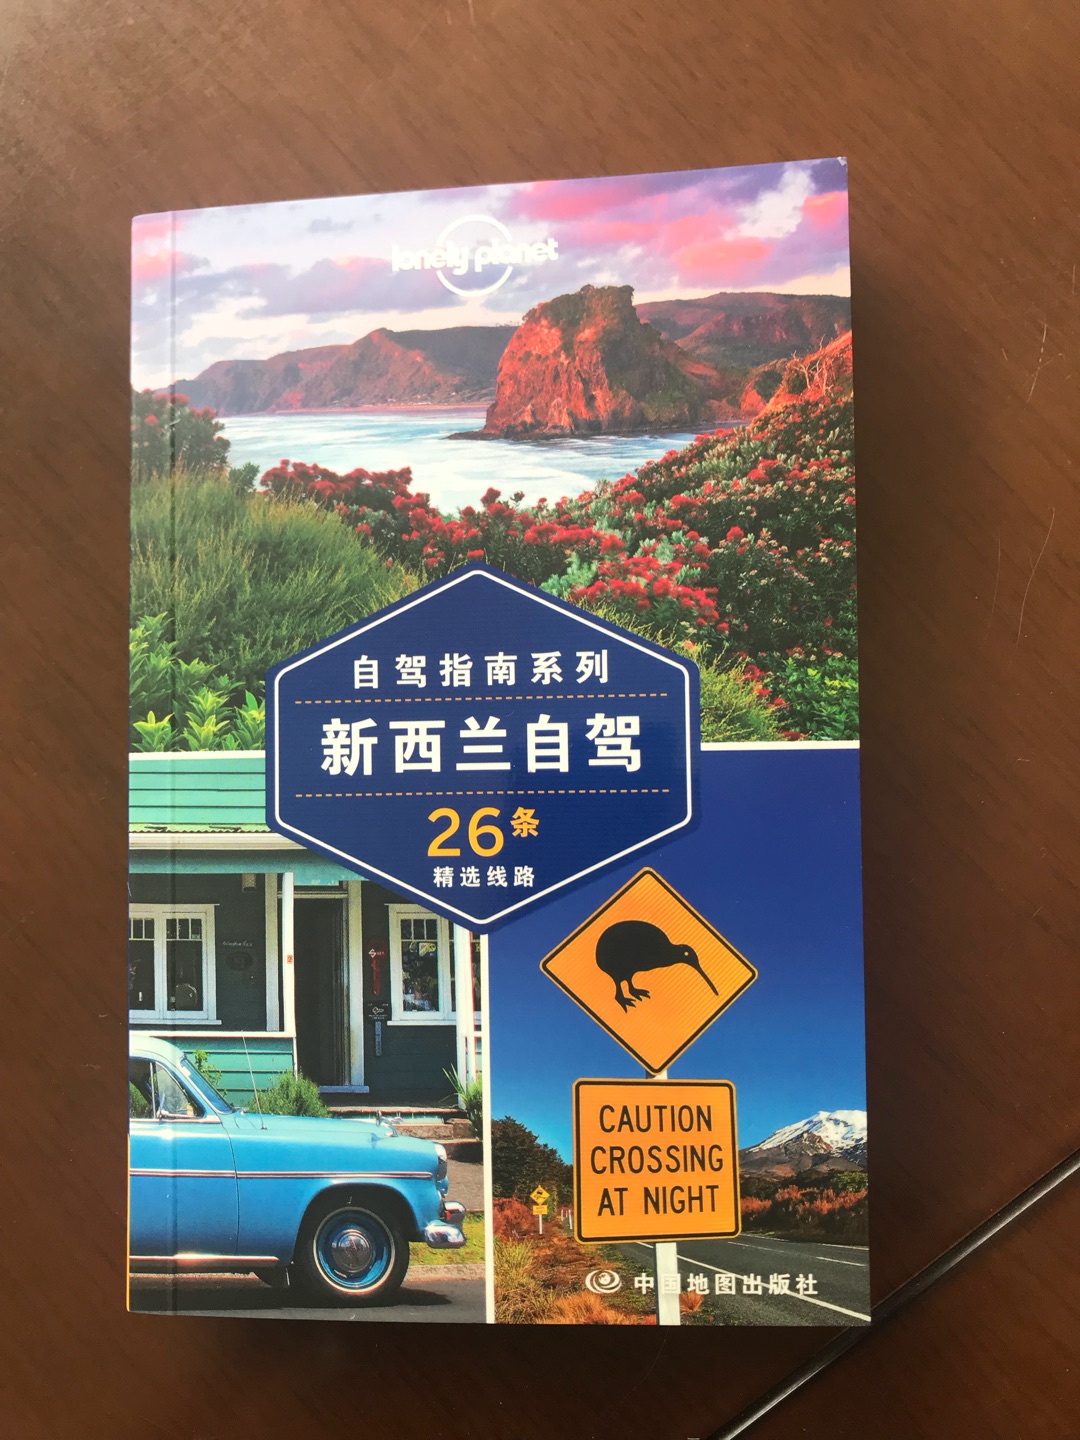 lonely planet
自驾指南系列
新西兰自驾
26条
精选线路
CAUTION
CROSSING
AT NIGHT
中国地图出版社